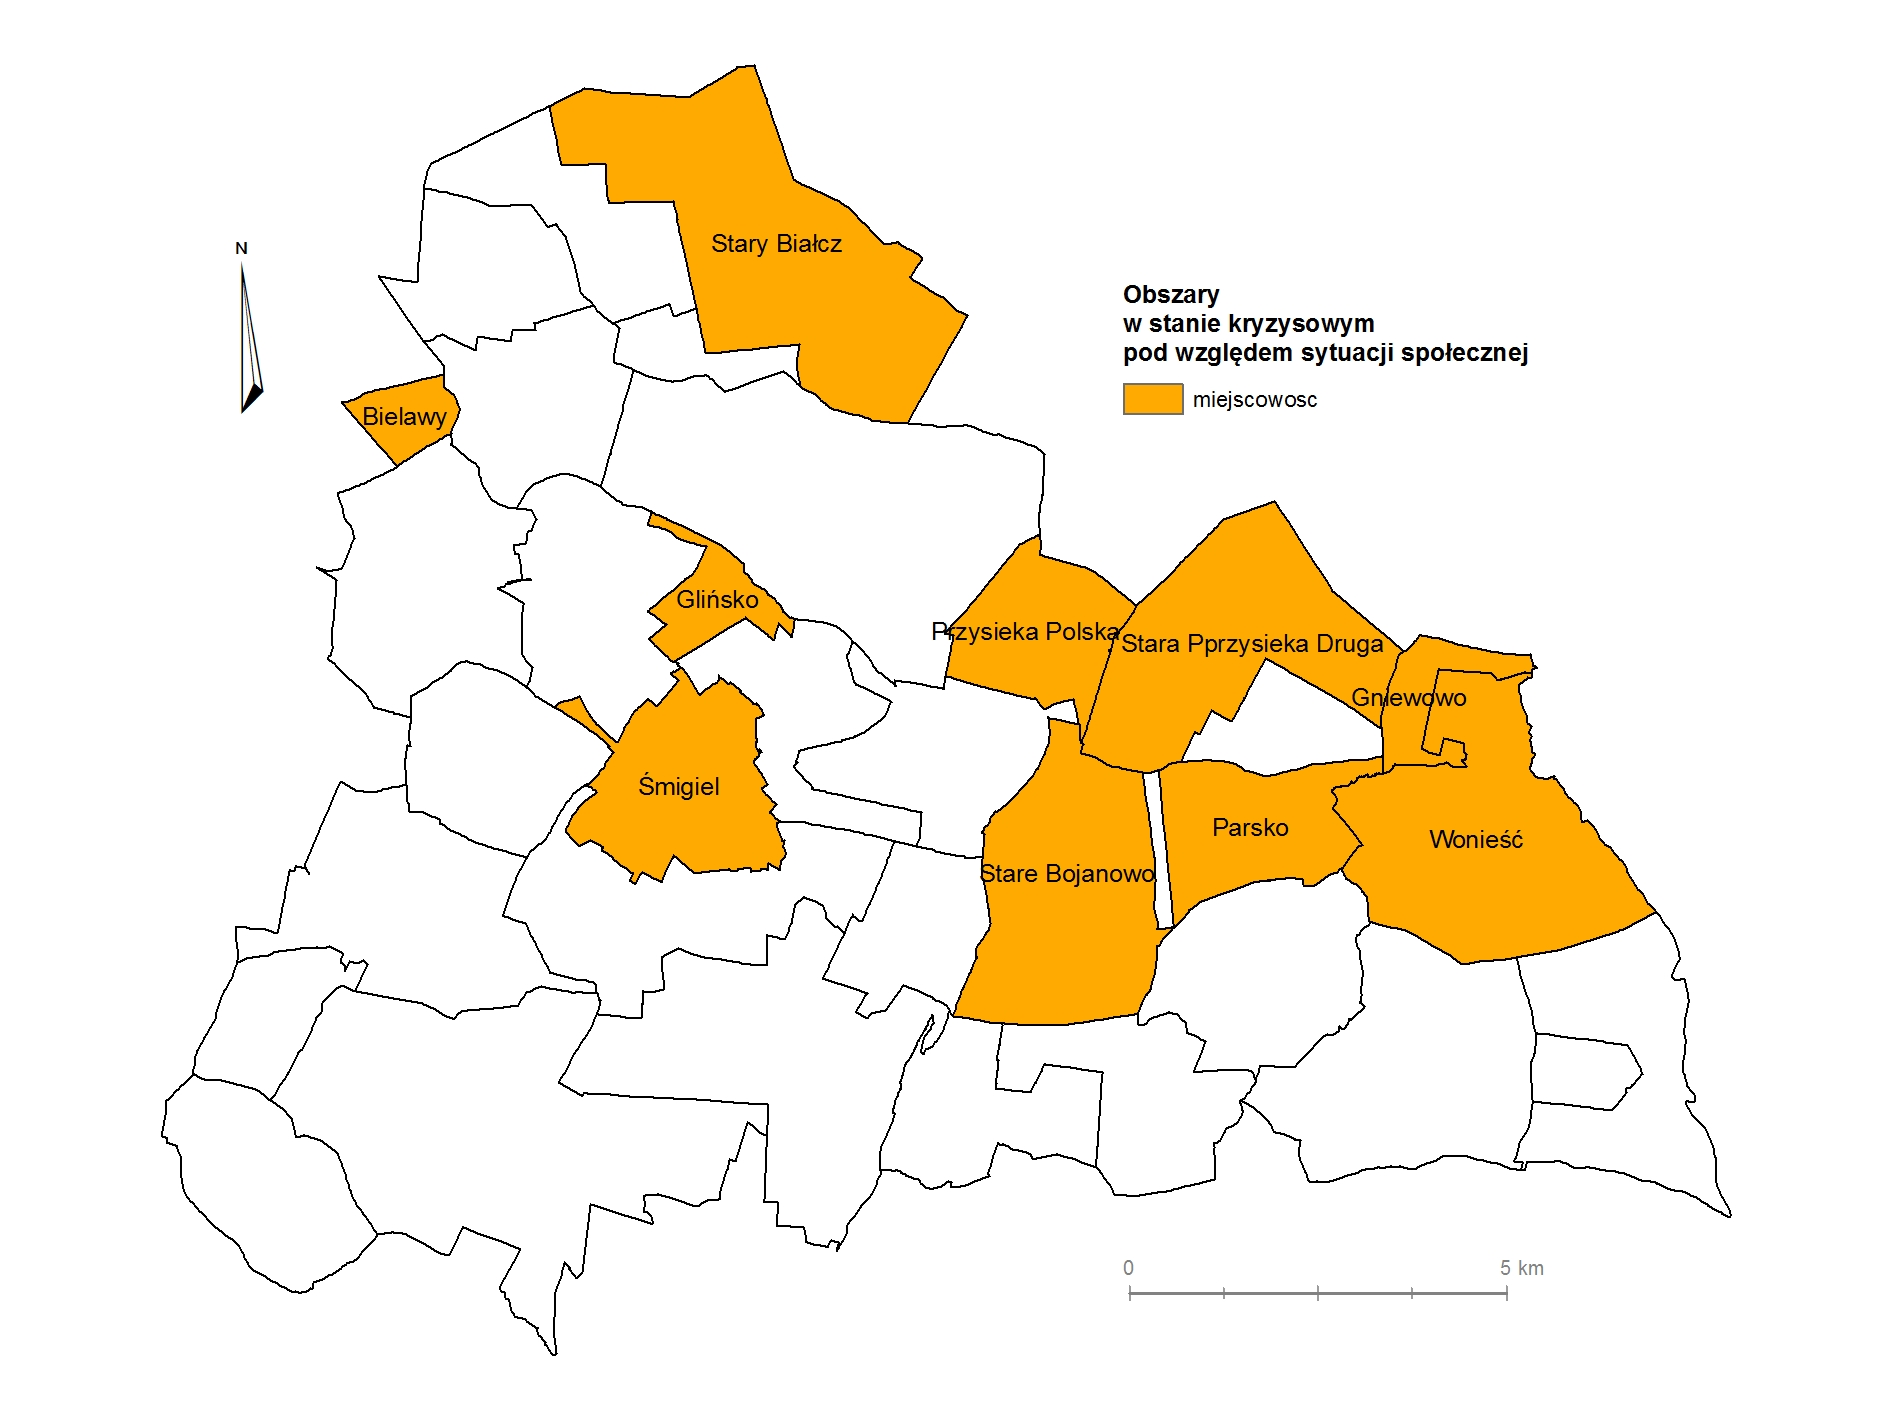 Stary Białcz
N
Obszary
w stanie kryzysowym
pod względem sytuacji społecznej
miejscowosc
Bielawy
Glińsko
Przysieka Polska
Stara Pprzysieka Druga
Gniewowo
Śmigiel
Parsko
Wonieść
Stare Bojanowo
0
5 km